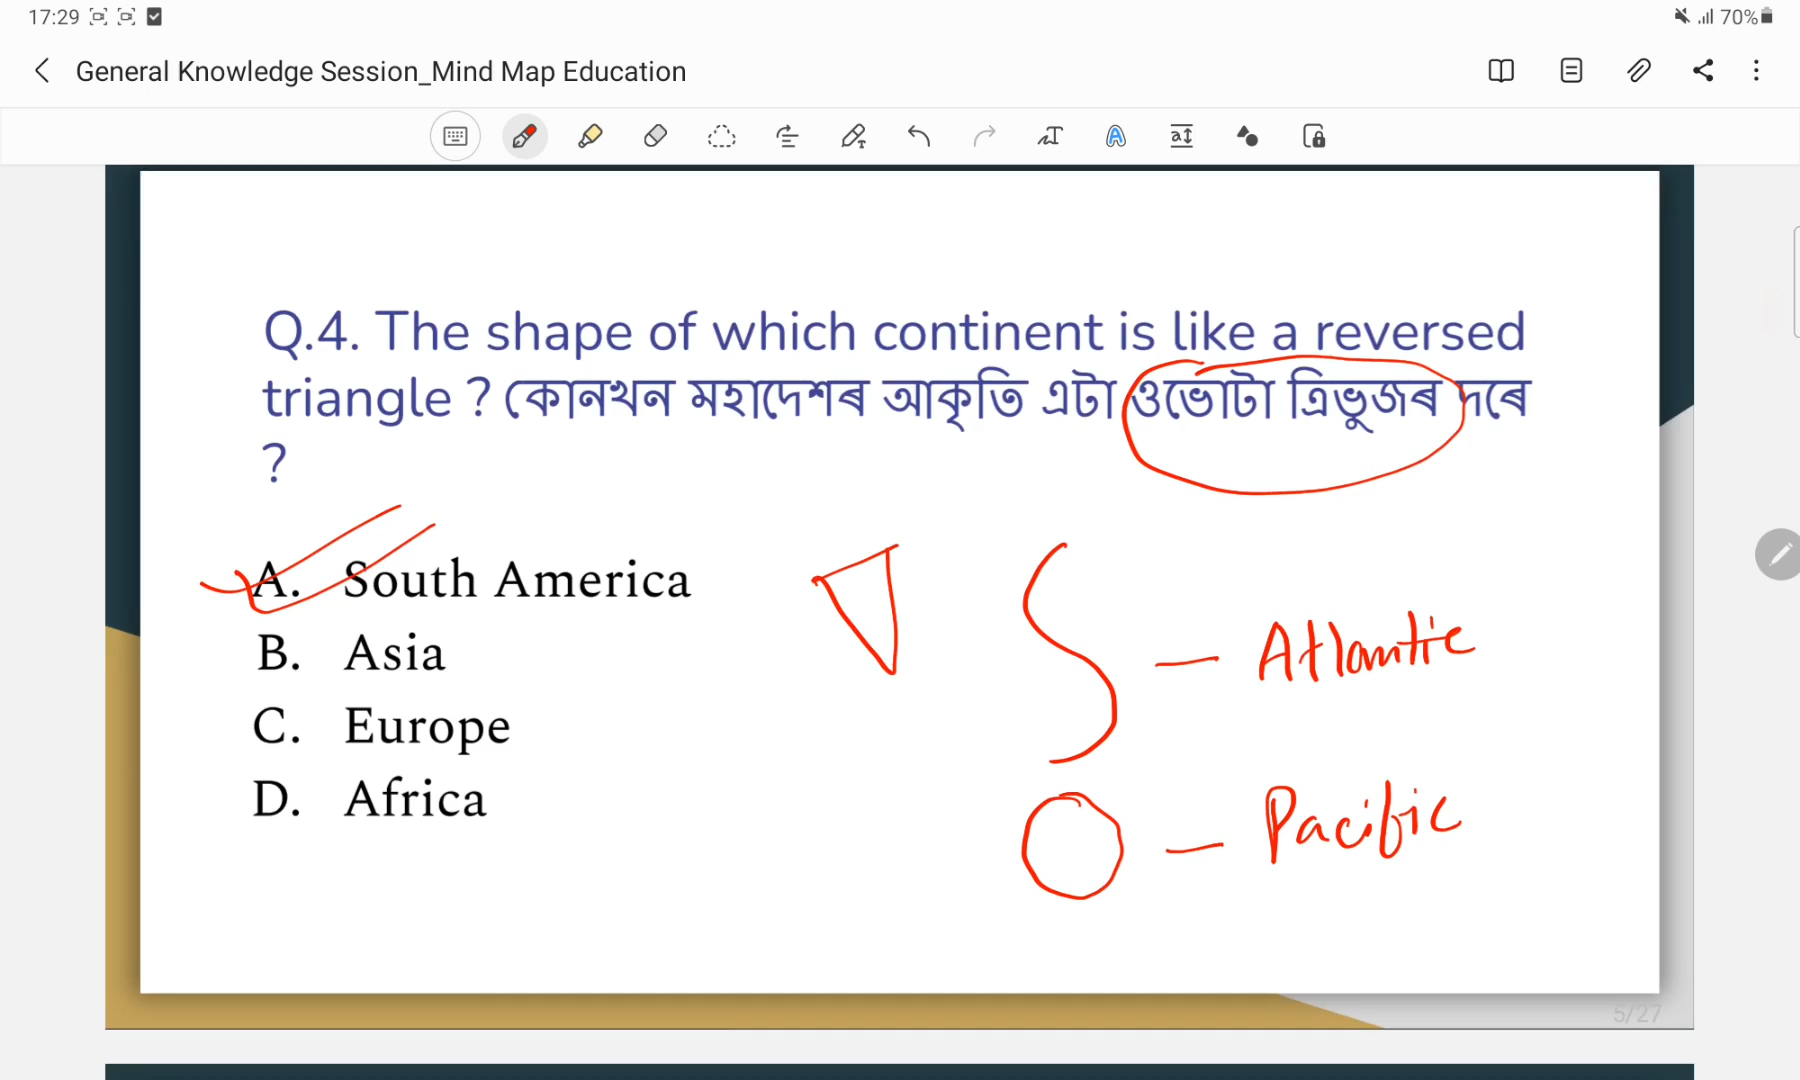 17:29
70%
General Knowledge Session_Mind Map Education
Q.4. The shape of which continent is like a reversed
triangle ? কোনখন মহাদেশৰ আকৃতি এটা ওভোটা ত্ৰিভুজৰ দৰে
?
A. South America
B. Asia
C. Europe
D. Africa
— Atlantic
— Pacific
5/27